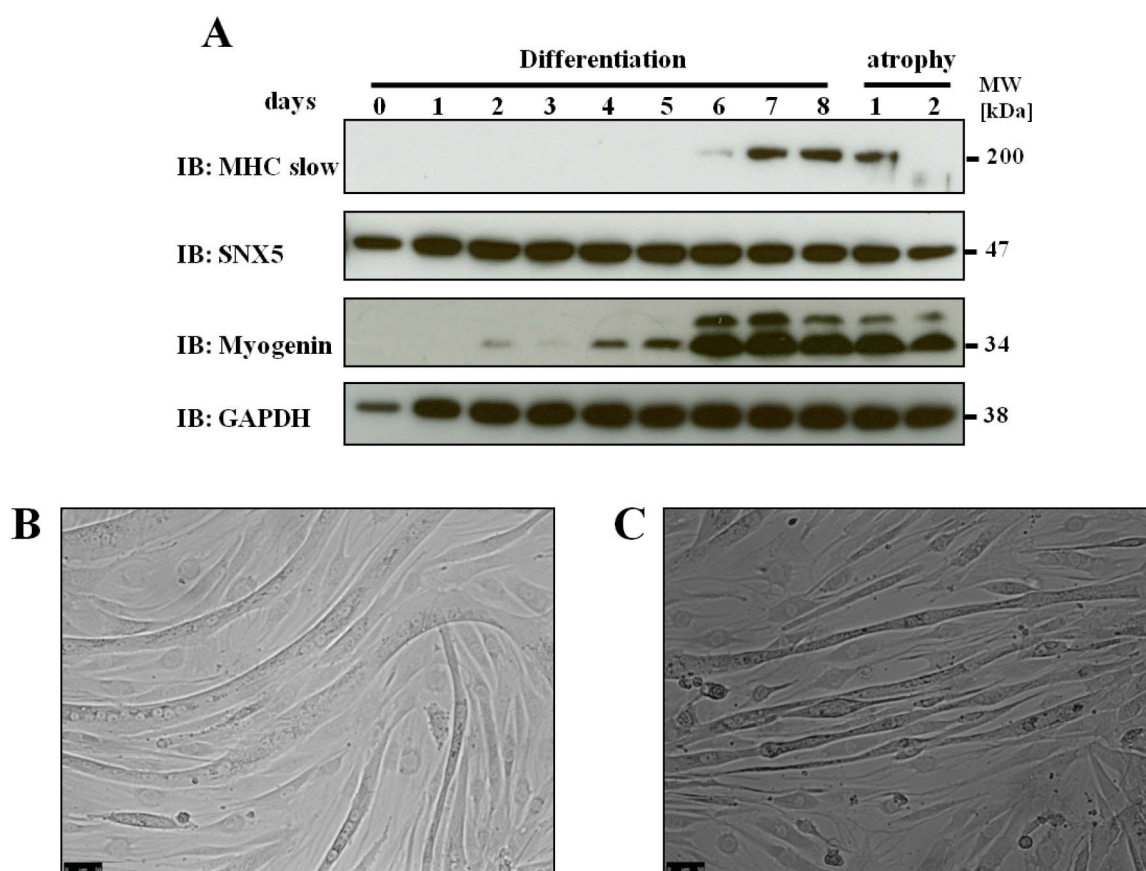 A
Differentiation atrophy
days 0 1 2 3 4 5 6 7 8 1 2 MW [kDa]
IB: MHC slow 200
IB: SNX5 47
IB: Myogenin 34
IB: GAPDH 38
B C